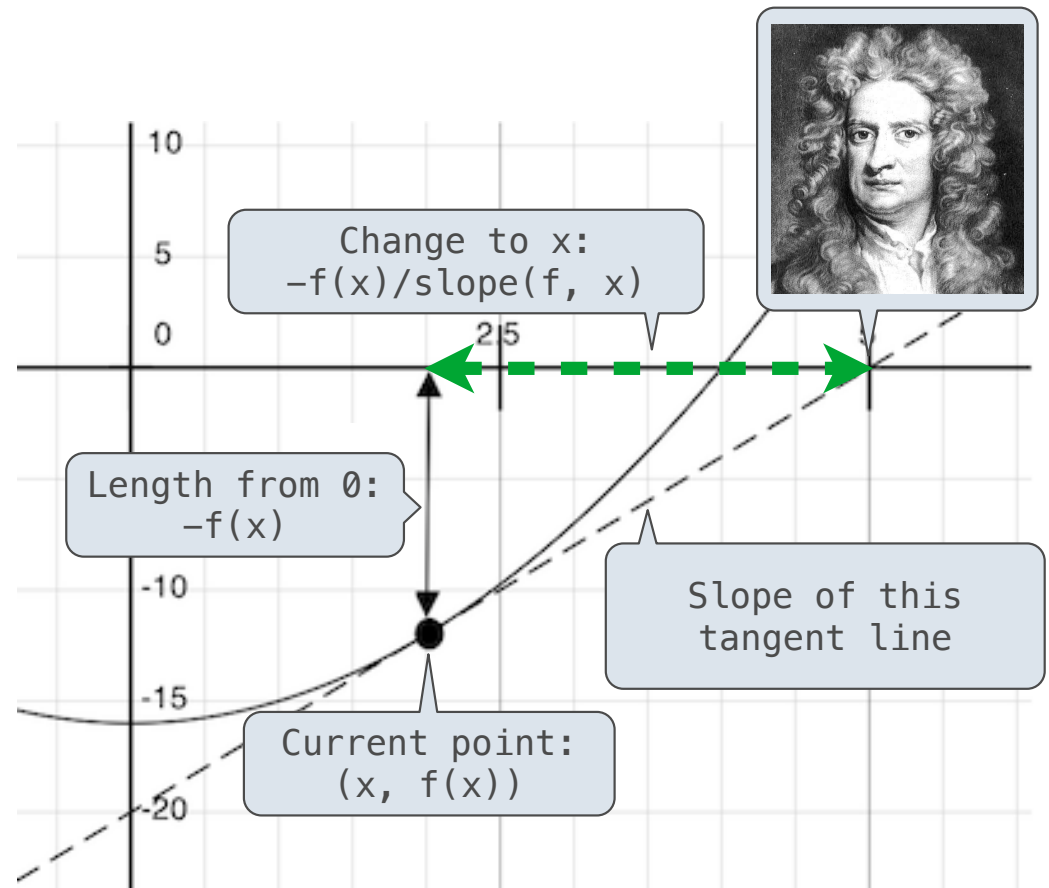 10
Change to x:
−f(x)/slope(f, x)
5
0
2.5
Length from 0:
−f(x)
-10
Slope of this
tangent line
-15
Current point:
(x, f(x))
-20